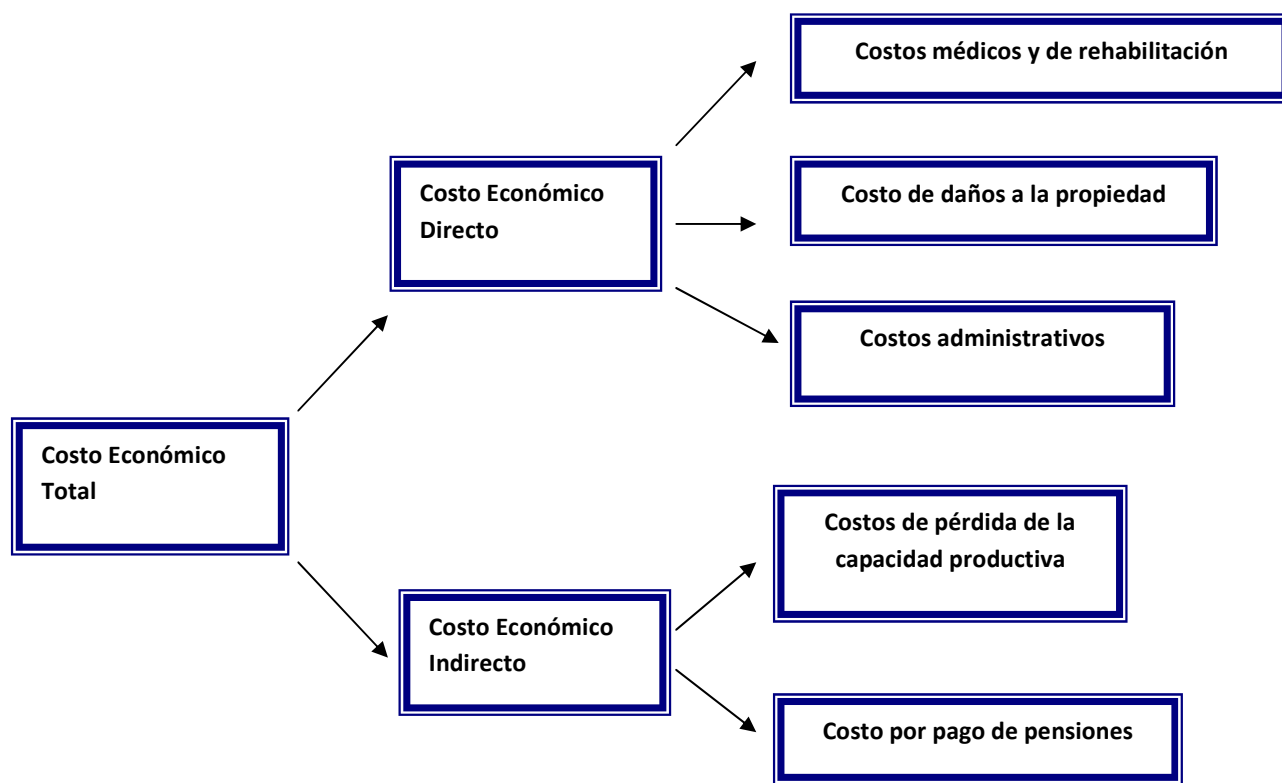 Costos médicos y de rehabilitación
Costo Económico
Directo
Costo de daños a la propiedad
Costos administrativos
Costo Económico
Total
Costos de pérdida de la
capacidad productiva
Costo Económico
Indirecto
Costo por pago de pensiones